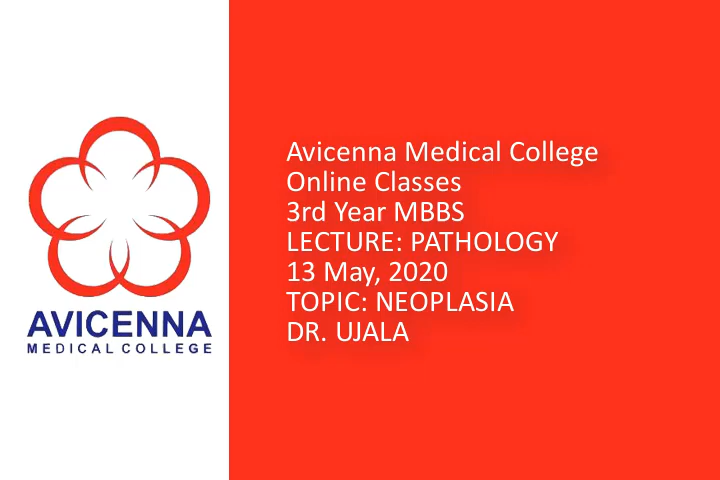 AVICENNA
MEDICAL COLLEGE
Avicenna Medical College
Online Classes
3rd Year MBBS
LECTURE: PATHOLOGY
13 May, 2020
TOPIC: NEOPLASIA
DR. UJALA